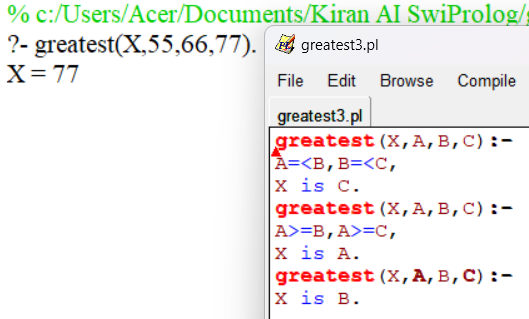 % c:/Users/Acer/Documents/Kiran AI SwiProlog/
?- greatest(X,55,66,77).
X = 77
greatest3.pl
File Edit Browse Compile
greatest3.pl
greatest(X,A,B,C):-
A=<B,B=<C,
X is C.
greatest(X,A,B,C):-
A>=B,A>=C,
X is A.
greatest(X,A,B,C):-
X is B.